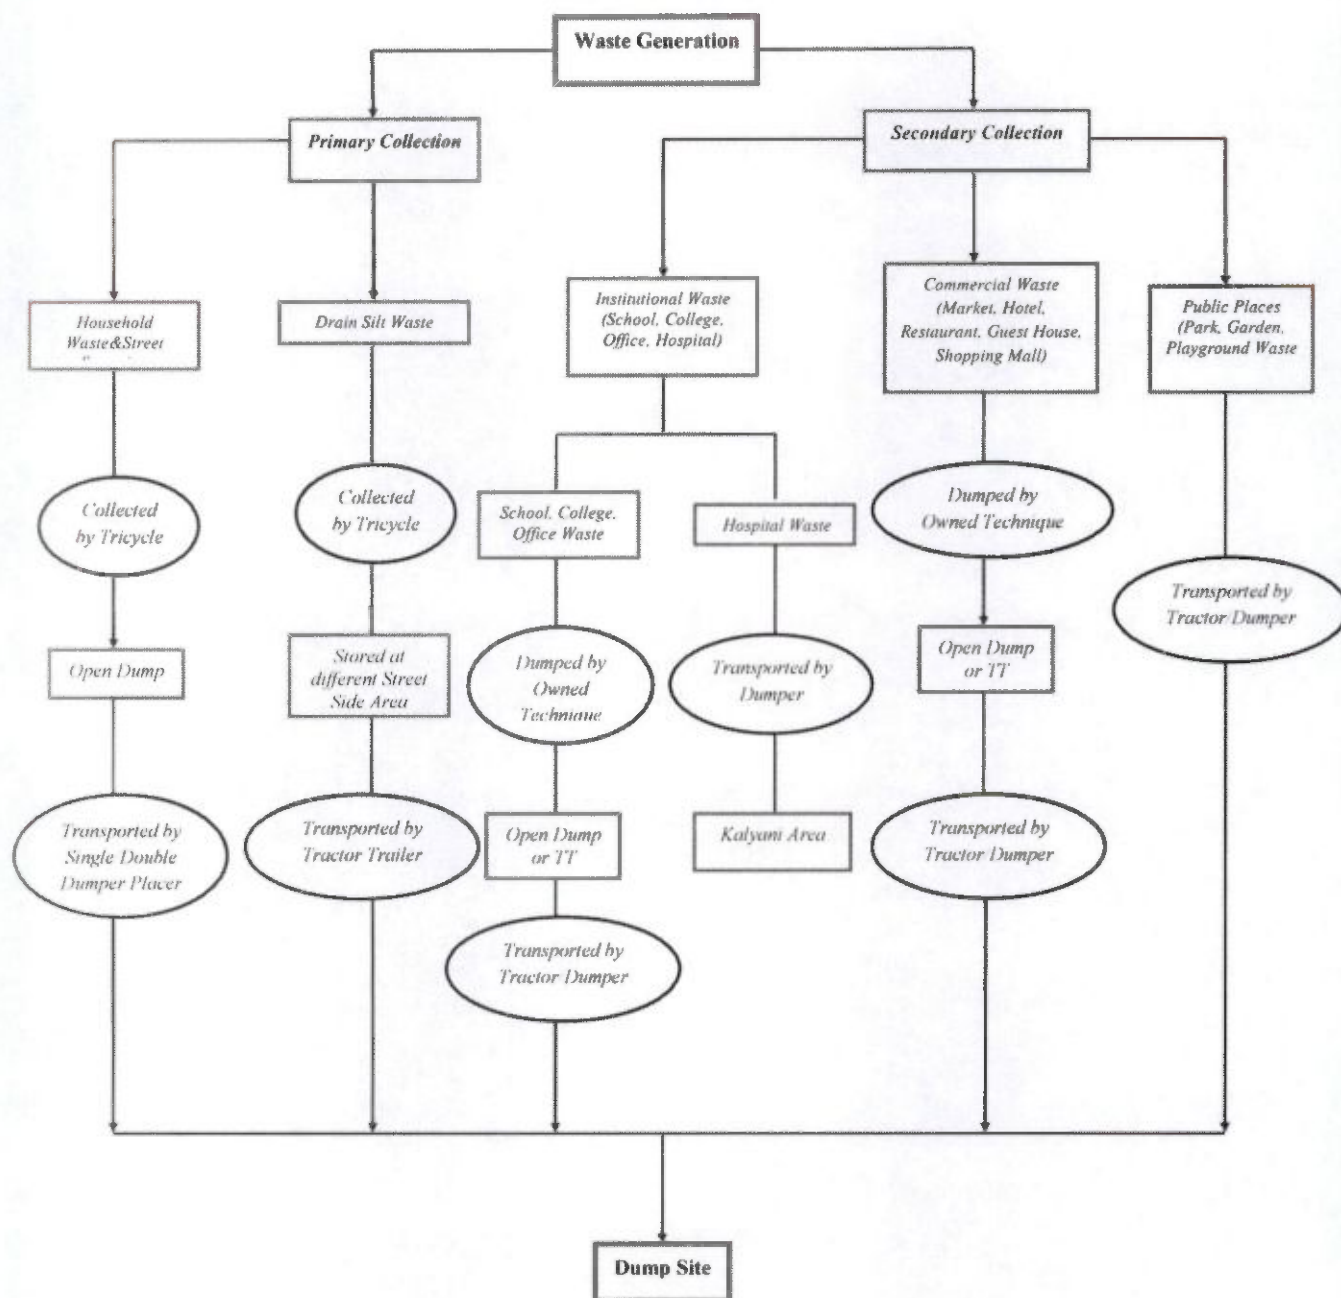 Waste Generation
Primary Collection
Secondary Collection
Household
Waste&Street
Drain Silt Waste
Institutional Waste
(School, College,
Office, Hospital)
Commercial Waste
(Market, Hotel,
Restaurant, Guest House,
Shopping Mall)
Public Places
(Park, Garden,
Playground Waste
Collected
by Tricycle
Collected
by Tricycle
School, College,
Office Waste
Hospital Waste
Dumped by
Owned Technique
Transported by
Tractor/Dumper
Open Dump
Stored at
different Street
Side Area
Dumped by
Owned
Technique
Transported by
Dumper
Open Dump
or TT
Transported by
Single Double
Dumper Placer
Transported by
Tractor Trailer
Open Dump
or TT
Kalyani Area
Transported by
Tractor Dumper
Transported by
Tractor Dumper
Dump Site